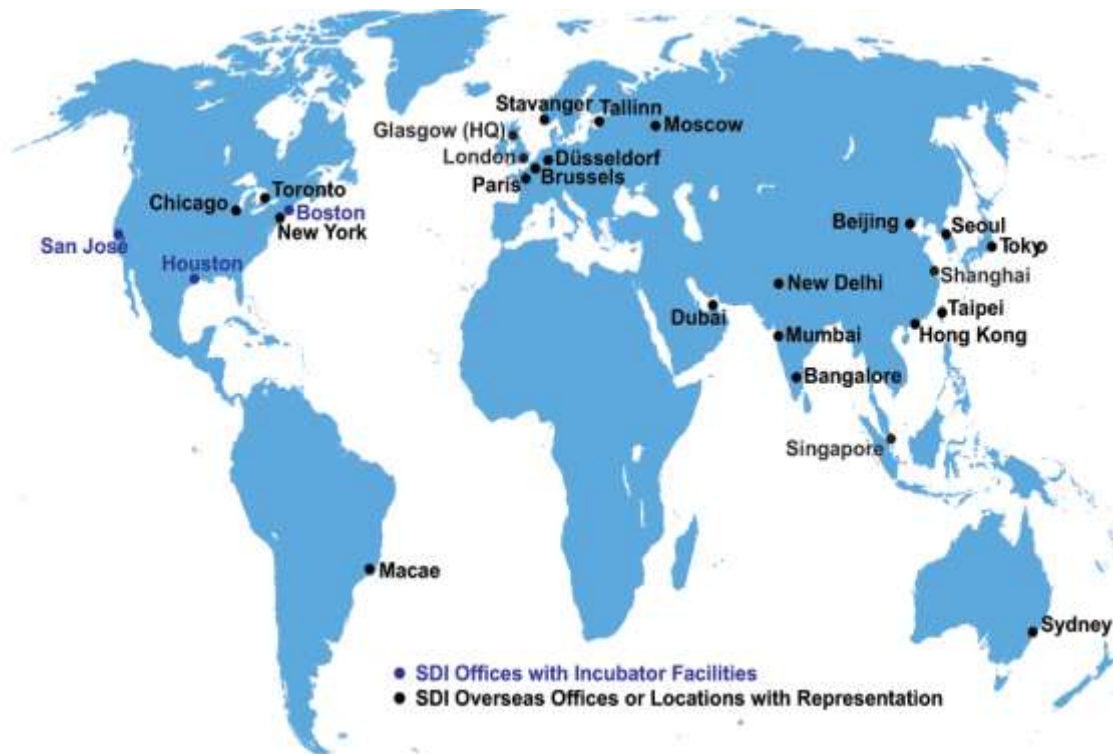 Stavanger
Tallinn
Glasgow (HQ)
Moscow
London
Düsseldorf
Paris
Brussels
Toronto
Chicago
Boston
New York
San José
Houston
Beijing
Seoul
Tokyo
Shanghai
New Delhi
Dubai
Taipei
Hong Kong
Mumbai
Bangalore
Singapore
Macae
Sydney
SDI Offices with Incubator Facilities
SDI Overseas Offices or Locations with Representation